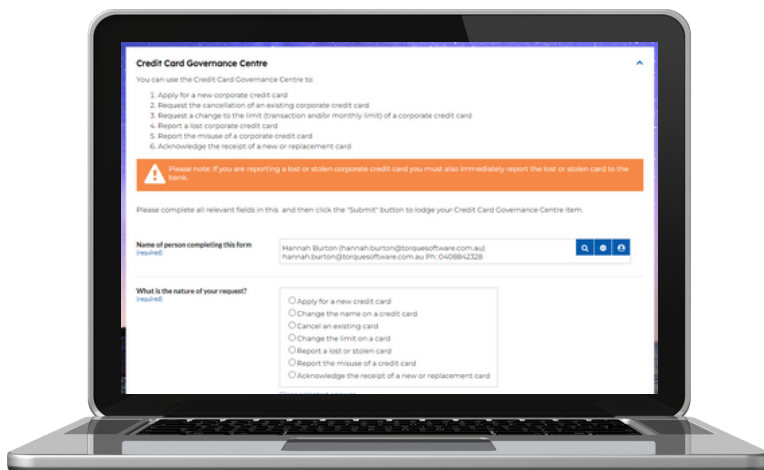 Credit Card Governance Centre
You can use the Credit Card Governance Centre to:
1. Apply for a new corporate credit card
2. Request the cancellation of an existing corporate credit card
3. Request a change to the limit (transaction and/or monthly limit) of a corporate credit card
4. Report a lost corporate credit card
5. Report the misuse of a corporate credit card
6. Acknowledge the receipt of a new or replacement card
Please note: If you are reporting a lost or stolen corporate credit card you must also immediately report the lost or stolen card to the
bank.
Please complete all relevant fields in this and then click the "Submit" button to lodge your Credit Card Governance Centre item.
Name of person completing this form
(required)
Hannah Burton (hannah.burton@torquesoftware.com.au)
hannah.burton@torquesoftware.com.au Ph: 0408842328
What is the nature of your request?
(required)
Apply for a new credit card
Change the name on a credit card
Cancel an existing card
Change the limit on a card
Report a lost or stolen card
Report the misuse of a credit card
Acknowledge the receipt of a new or replacement card